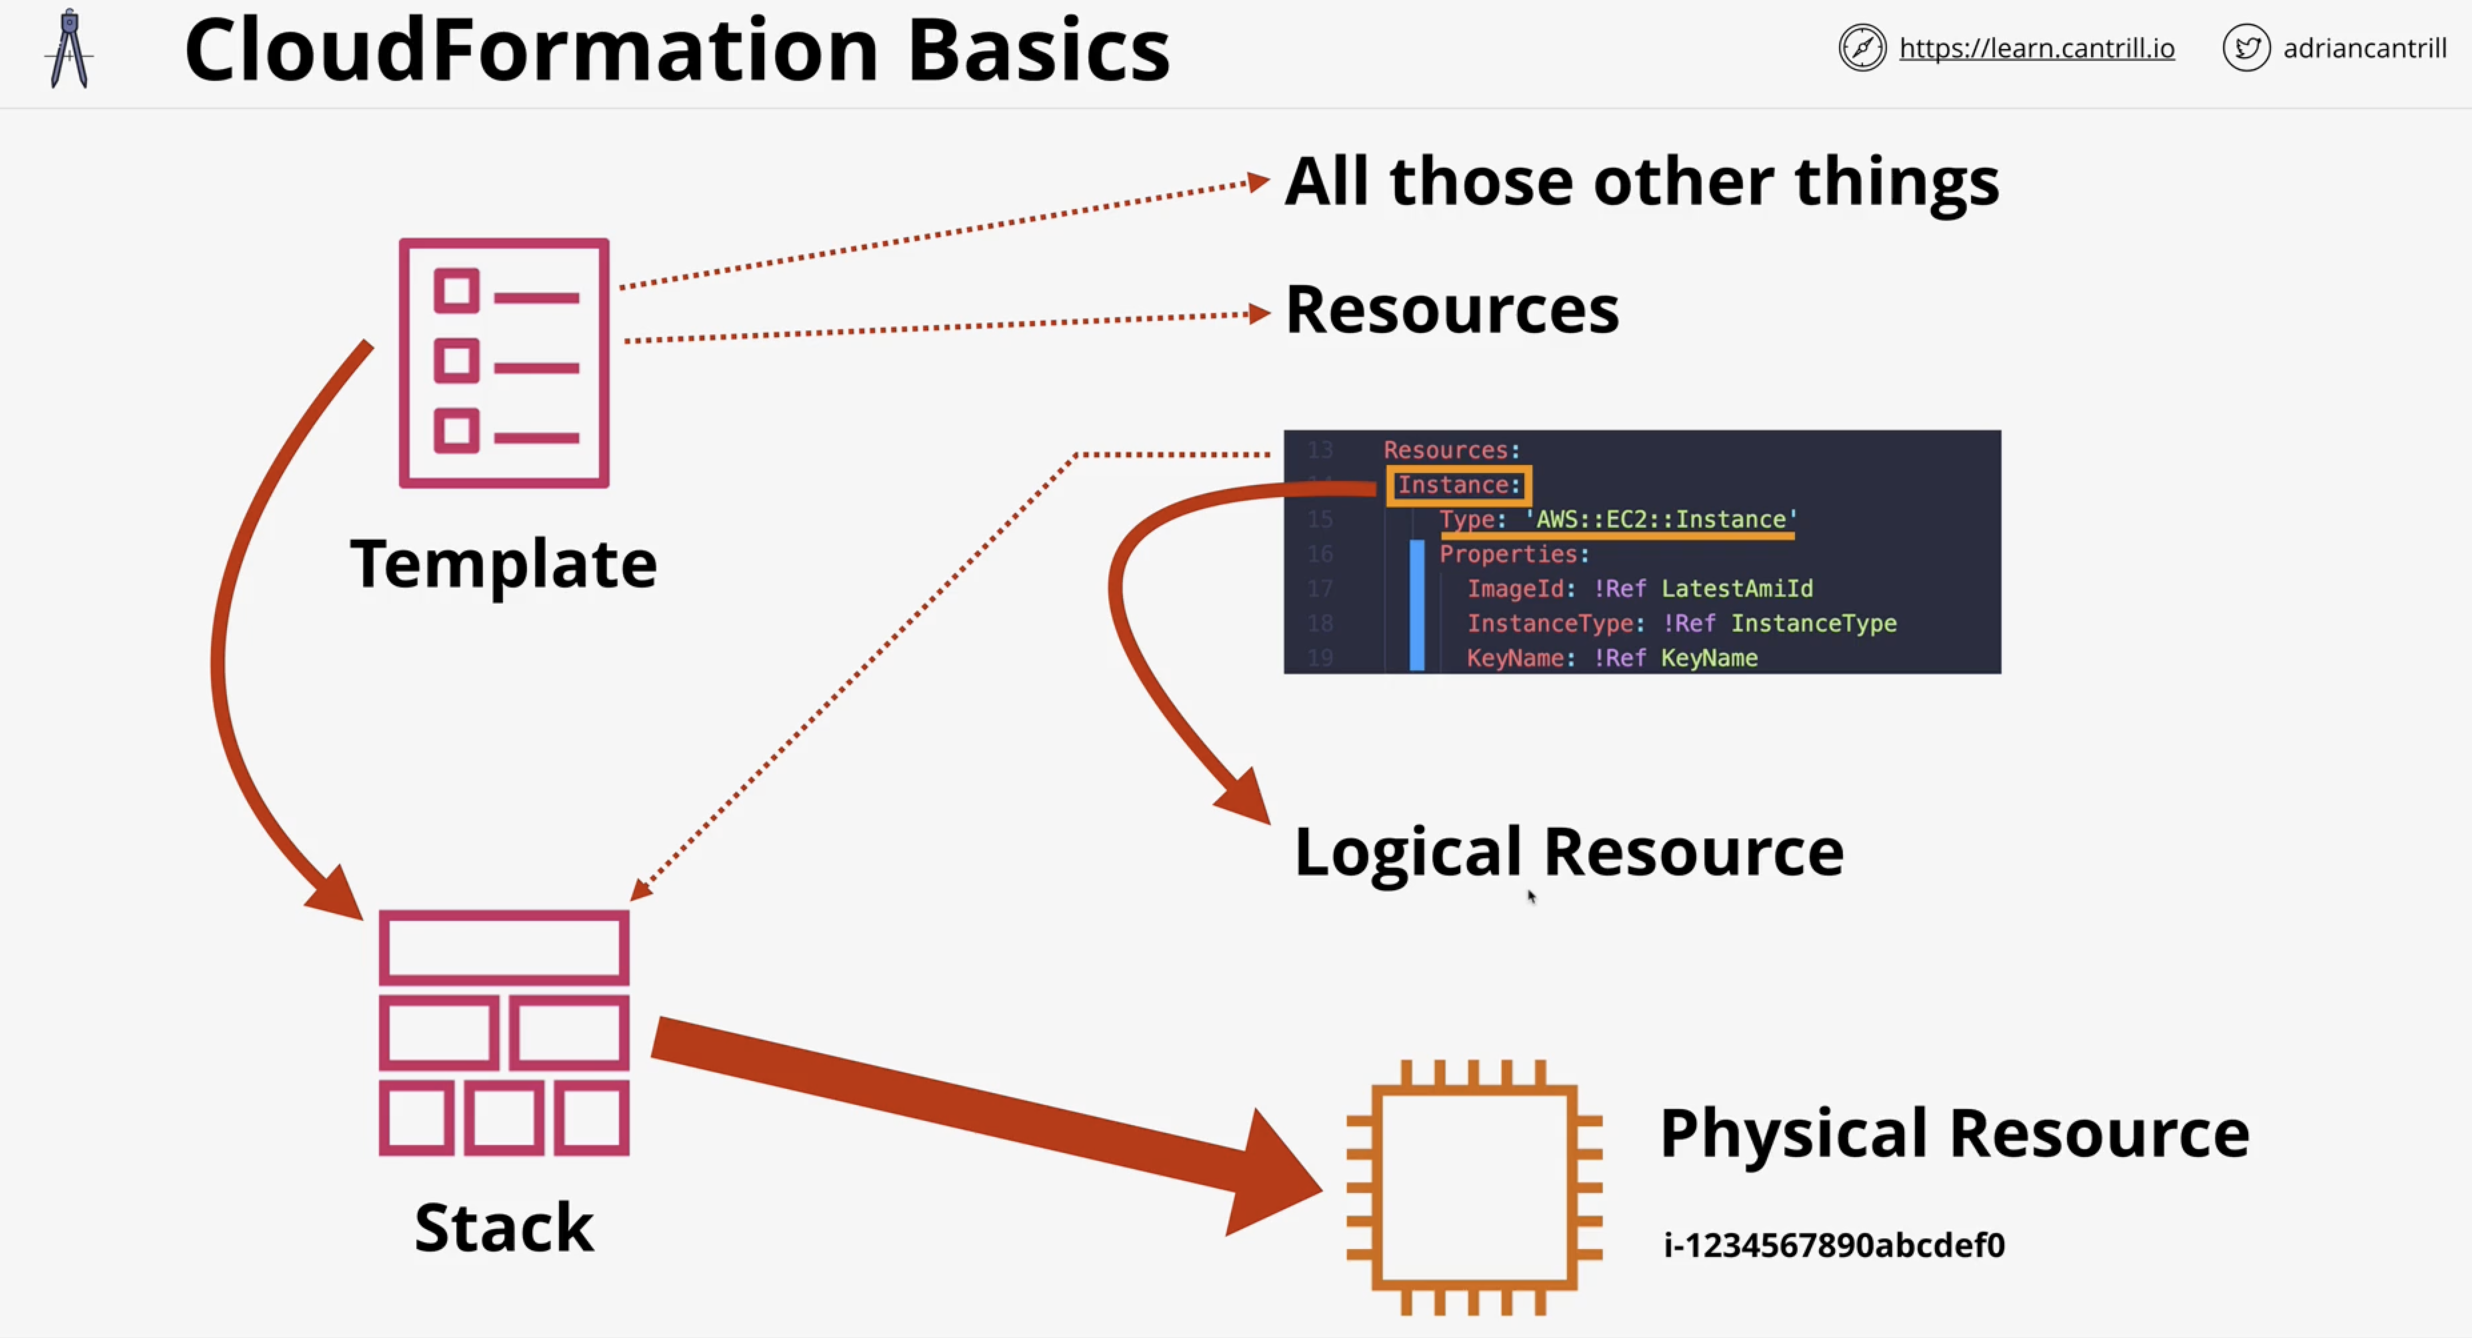 CloudFormation Basics
https://learn.cantrill.io
adriancantrill
All those other things
Resources
Template
13 Resources:
14 Instance:
15 Type: 'AWS::EC2::Instance'
16 Properties:
17 ImageId: !Ref LatestAmiId
18 InstanceType: !Ref InstanceType
19 KeyName: !Ref KeyName
Logical Resource
Stack
Physical Resource
i-1234567890abcdef0